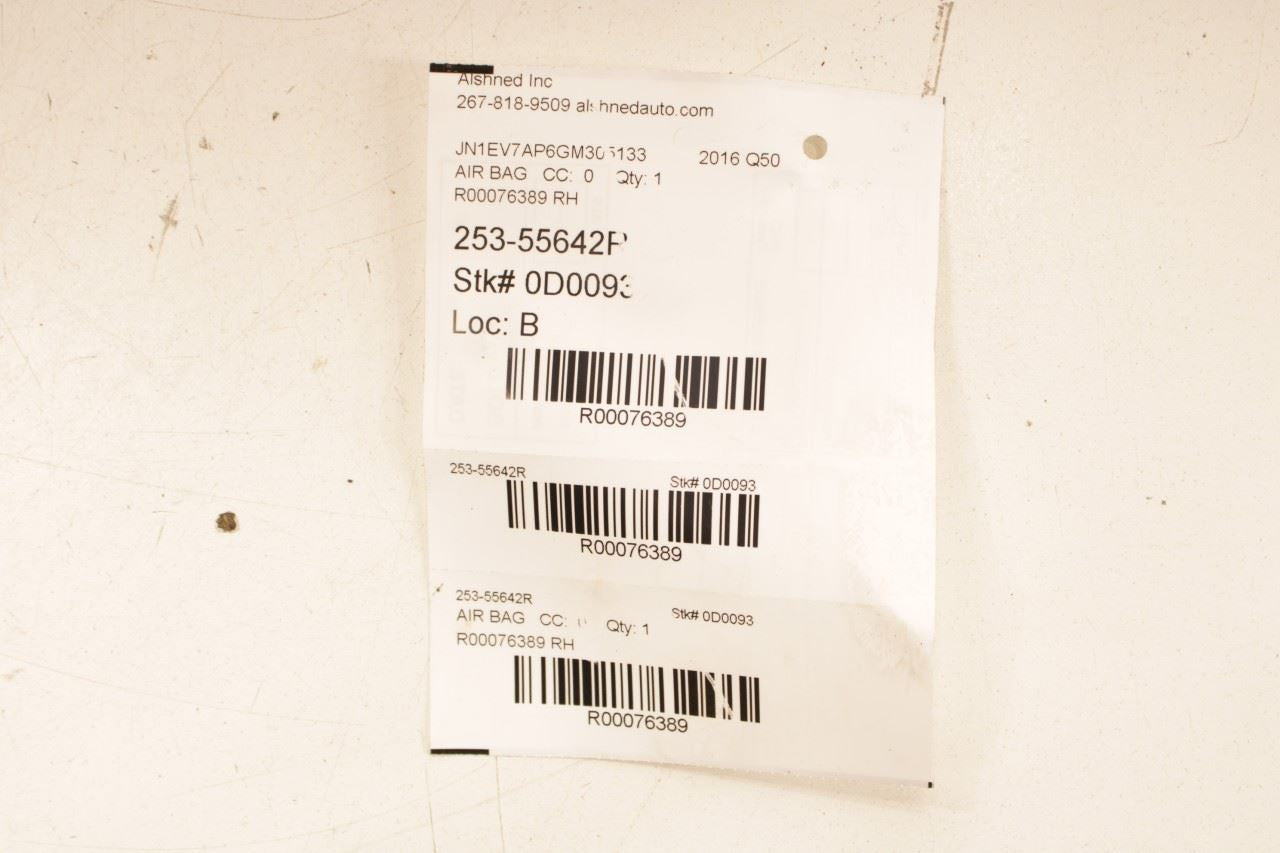 Alshned Inc
267-818-9509 alshnedauto.com
2016 Q50
AIR BAG CC: 0 Qty: 1
R00076389 RH
253-55642R
Stk# 0D0093
Loc: B
R00076389
253-55642R Stk# 0D0093
R00076389
253-55642R Stk# 0D0093
AIR BAG CC: Qty: 1
R00076389 RH
R00076389